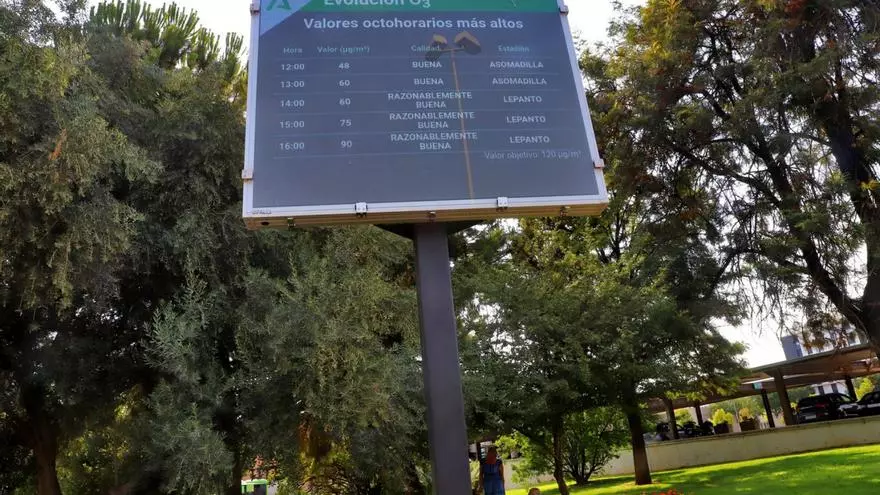 Evolución O3
Valores octohorarios más altos
Hora Valor (µg/m³) Calidad Estadillo
12:00 48 BUENA ASOMADILLA
13:00 60 BUENA ASOMADILLA
14:00 60 RAZONABLEMENTE BUENA LEPANTO
15:00 75 RAZONABLEMENTE BUENA LEPANTO
16:00 90 RAZONABLEMENTE BUENA LEPANTO
Valor objetivo: 120 µg/m³